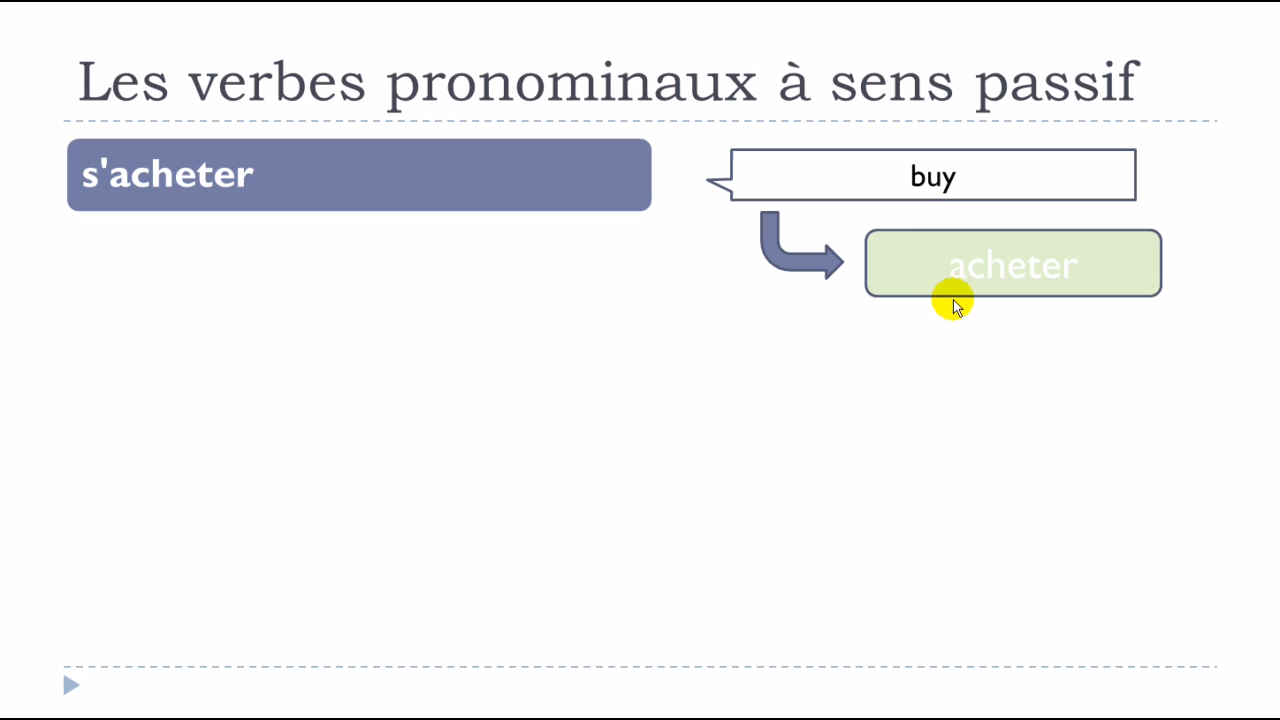 Les verbes pronominaux à sens passif
s'acheter
buy
acheter